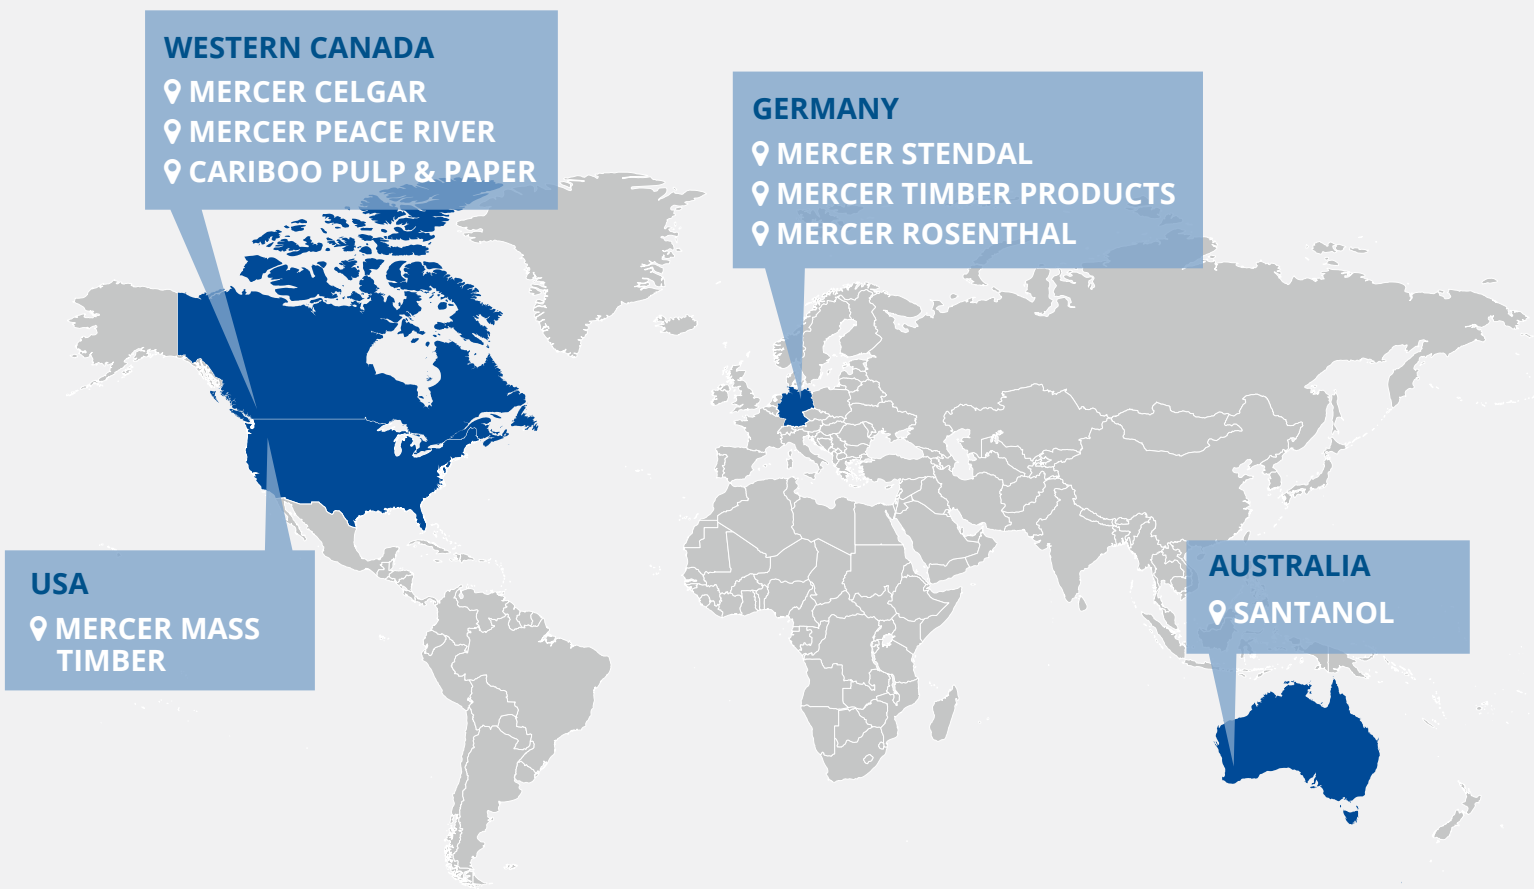 WESTERN CANADA
MERCER CELGAR
MERCER PEACE RIVER
CARIBOO PULP & PAPER
GERMANY
MERCER STENDAL
MERCER TIMBER PRODUCTS
MERCER ROSENTHAL
USA
MERCER MASS
TIMBER
AUSTRALIA
SANTANOL